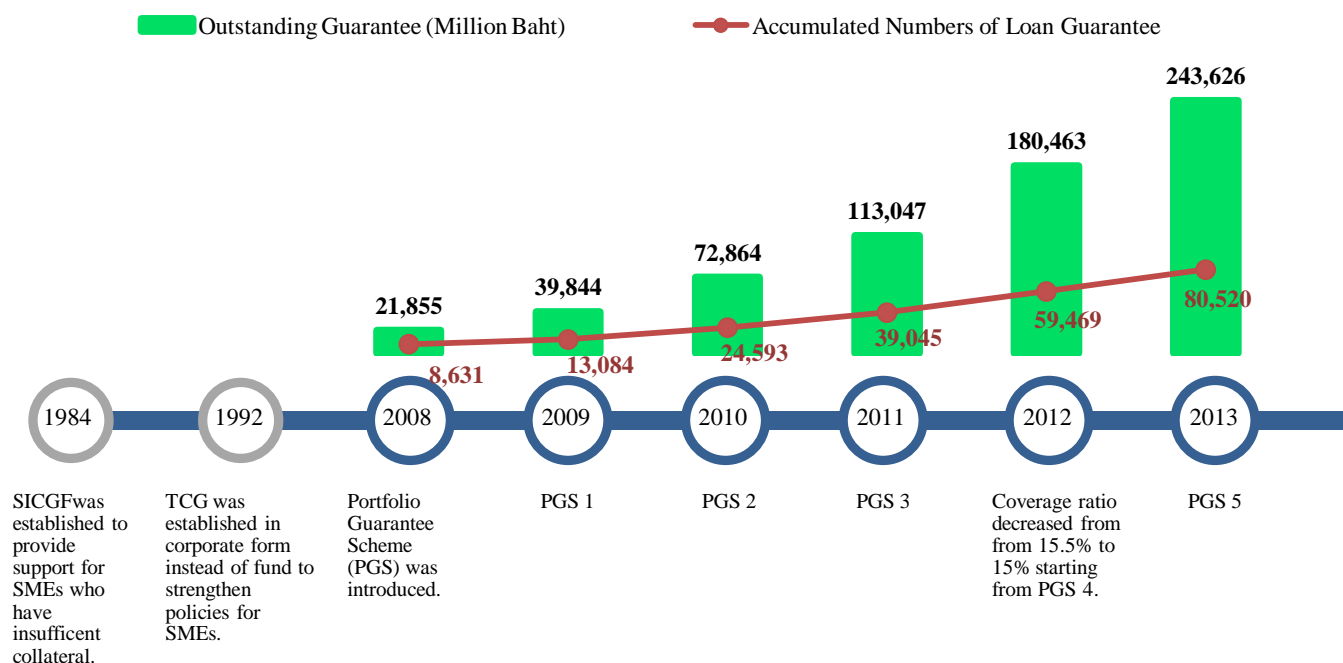 Outstanding Guarantee (Million Baht)
Accumulated Numbers of Loan Guarantee
243,626
180,463
113,047
72,864
39,844
21,855
80,520
59,469
39,045
24,593
13,084
8,631
1984
1992
2008
2009
2010
2011
2012
2013
SICGFwas
established to
provide
support for
SMEs who
have
insufficent
collateral.
TCG was
established in
corporate form
instead of fund to
strengthen
policies for
SMEs.
Portfolio
Guarantee
Scheme
(PGS) was
introduced.
PGS 1
PGS 2
PGS 3
Coverage ratio
decreased from
from 15.5% to
15% starting
from PGS 4.
PGS 5